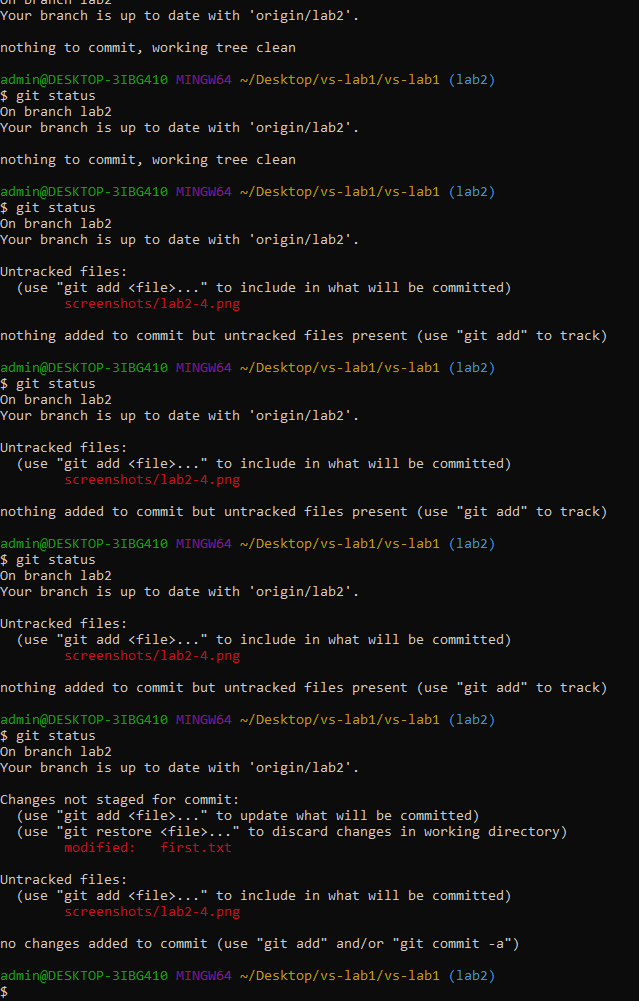 On branch lab2
Your branch is up to date with 'origin/lab2'.
nothing to commit, working tree clean
admin@DESKTOP-3IBG410 MINGW64 ~/Desktop/vs-lab1/vs-lab1 (lab2)
$ git status
On branch lab2
Your branch is up to date with 'origin/lab2'.
nothing to commit, working tree clean
admin@DESKTOP-3IBG410 MINGW64 ~/Desktop/vs-lab1/vs-lab1 (lab2)
$ git status
On branch lab2
Your branch is up to date with 'origin/lab2'.
Untracked files:
(use "git add <file>..." to include in what will be committed)
screenshots/lab2-4.png
nothing added to commit but untracked files present (use "git add" to track)
admin@DESKTOP-3IBG410 MINGW64 ~/Desktop/vs-lab1/vs-lab1 (lab2)
$ git status
On branch lab2
Your branch is up to date with 'origin/lab2'.
Untracked files:
(use "git add <file>..." to include in what will be committed)
screenshots/lab2-4.png
nothing added to commit but untracked files present (use "git add" to track)
admin@DESKTOP-3IBG410 MINGW64 ~/Desktop/vs-lab1/vs-lab1 (lab2)
$ git status
On branch lab2
Your branch is up to date with 'origin/lab2'.
Untracked files:
(use "git add <file>..." to include in what will be committed)
screenshots/lab2-4.png
nothing added to commit but untracked files present (use "git add" to track)
admin@DESKTOP-3IBG410 MINGW64 ~/Desktop/vs-lab1/vs-lab1 (lab2)
$ git status
On branch lab2
Your branch is up to date with 'origin/lab2'.
Changes not staged for commit:
(use "git add <file>..." to update what will be committed)
(use "git restore <file>..." to discard changes in working directory)
modified:   first.txt
Untracked files:
(use "git add <file>..." to include in what will be committed)
screenshots/lab2-4.png
no changes added to commit (use "git add" and/or "git commit -a")
admin@DESKTOP-3IBG410 MINGW64 ~/Desktop/vs-lab1/vs-lab1 (lab2)
$